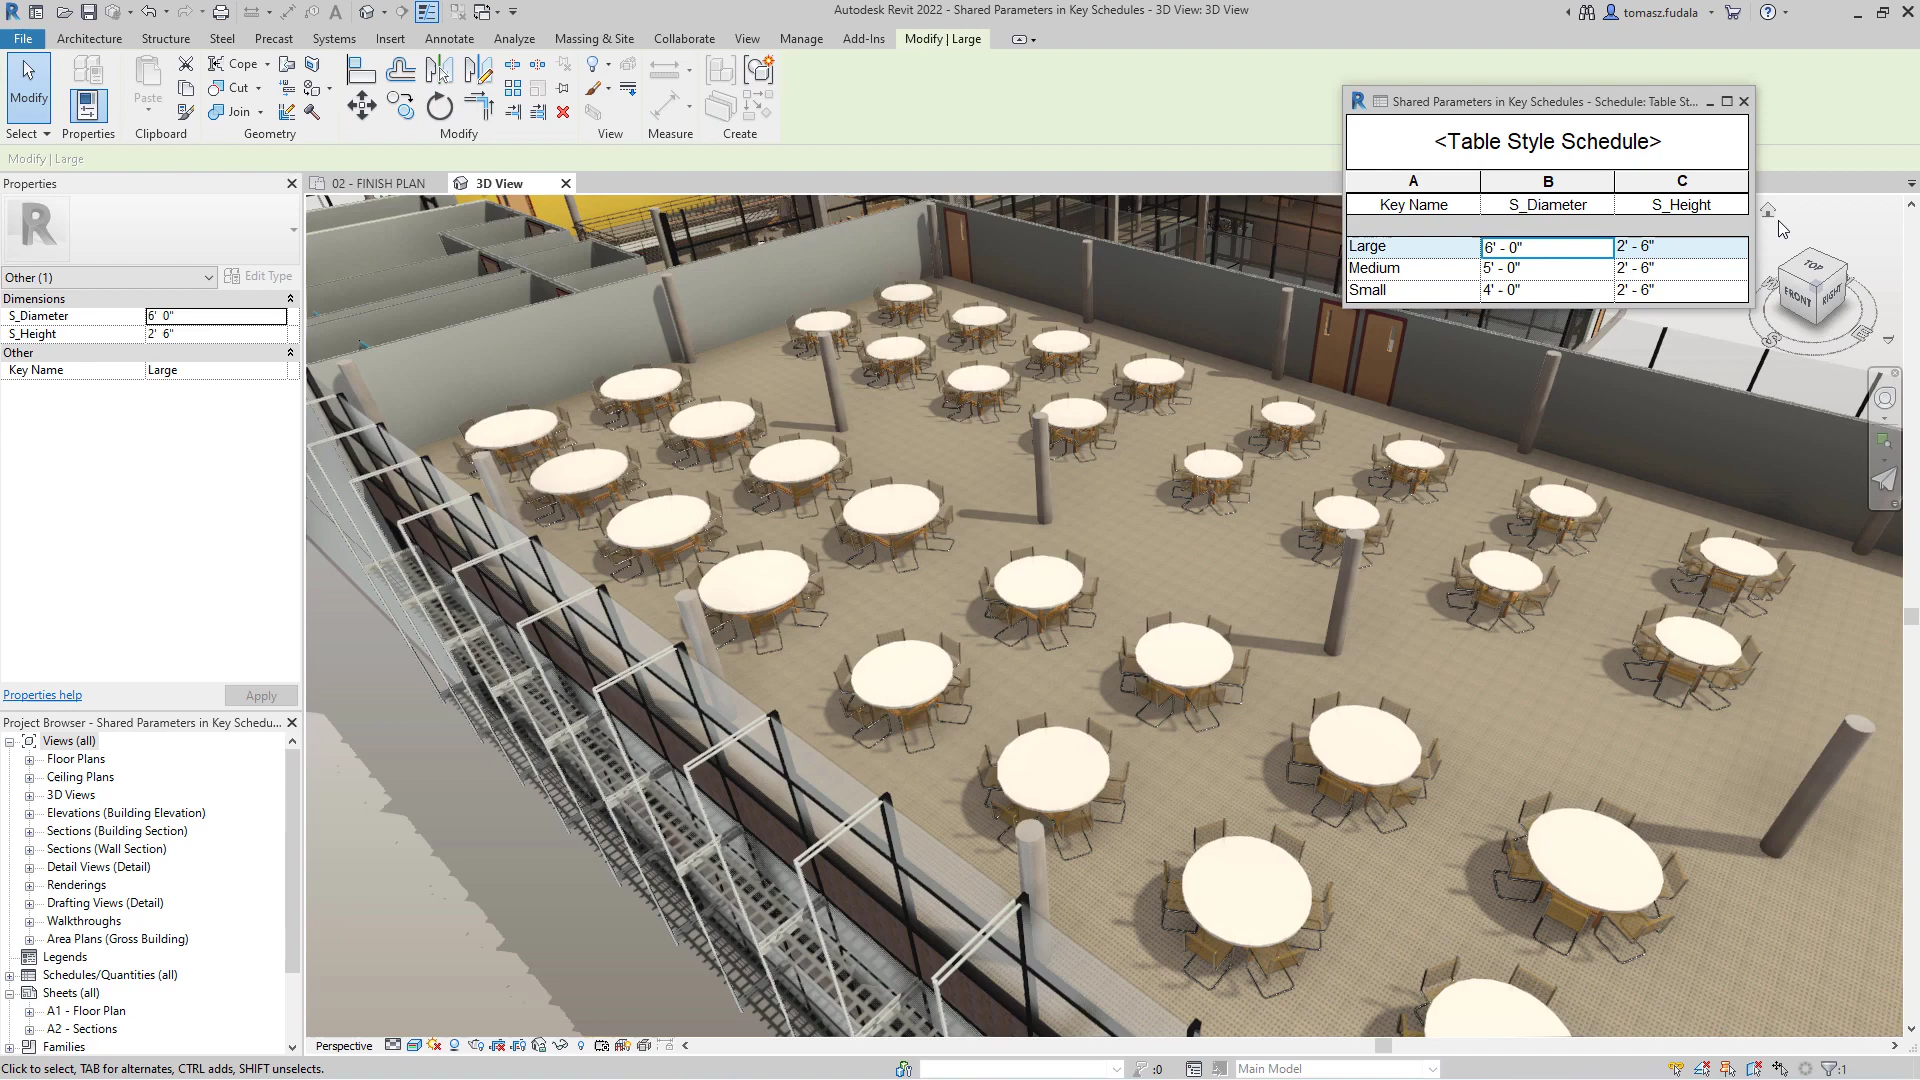 Autodesk Revit 2022 - Shared Parameters in Key Schedules - 3D View: 3D View
tomasz.fudala
File Architecture Structure Steel Precast Systems Insert Annotate Analyze Massing & Site Collaborate View Manage Add-Ins Modify | Large
Modify
Paste
Cope
Cut
Join
Select Properties Clipboard Geometry Modify View Measure Create
Modify | Large
Properties
Other (1) Edit Type
Dimensions
S_Diameter 6' 0"
S_Height 2' 6"
Other
Key Name Large
Properties help Apply
Project Browser - Shared Parameters in Key Schedu...
Views (all)
Floor Plans
Ceiling Plans
3D Views
Elevations (Building Elevation)
Sections (Building Section)
Sections (Wall Section)
Detail Views (Detail)
Renderings
Drafting Views (Detail)
Walkthroughs
Area Plans (Gross Building)
Legends
Schedules/Quantities (all)
Sheets (all)
A1 - Floor Plan
A2 - Sections
Families
02 - FINISH PLAN 3D View
Shared Parameters in Key Schedules - Schedule: Table St...
<Table Style Schedule>
A B C
Key Name S_Diameter S_Height
Large 6' - 0" 2' - 6"
Medium 5' - 0" 2' - 6"
Small 4' - 0" 2' - 6"
TOP
FRONT RIGHT
S E
Perspective
Click to select, TAB for alternates, CTRL adds, SHIFT unselects.
:0
Main Model
:1